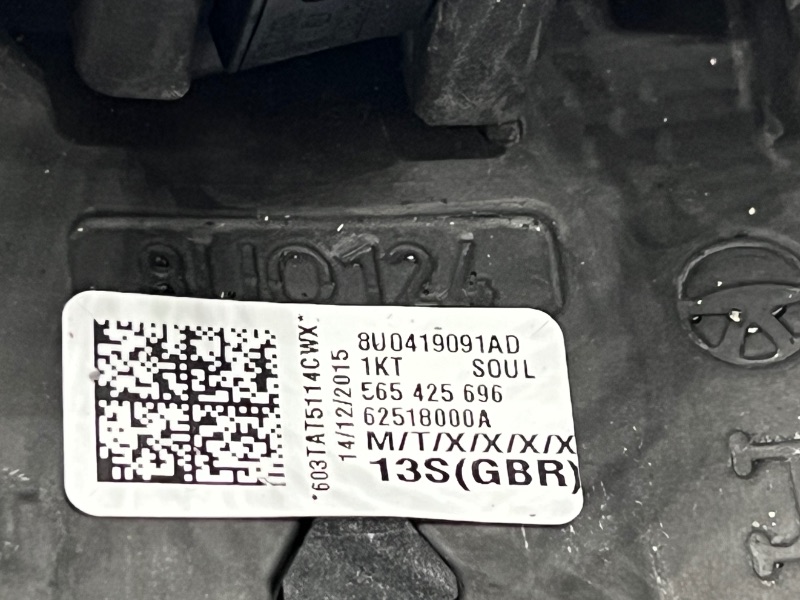 8U0124
8U0419091AD
1KT SOUL
565 425 696
62518000A
M/T/X/X/X/X
13S(GBR)
*603TAT5114CWX*
14/12/2015